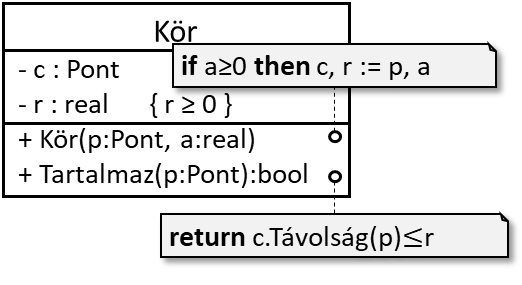 Kör
- c : Pont
if a≥0 then c, r := p, a
- r : real { r ≥ 0 }
+ Kör(p:Pont, a:real)
+ Tartalmaz(p:Pont):bool
return c.Távolság(p)≤r